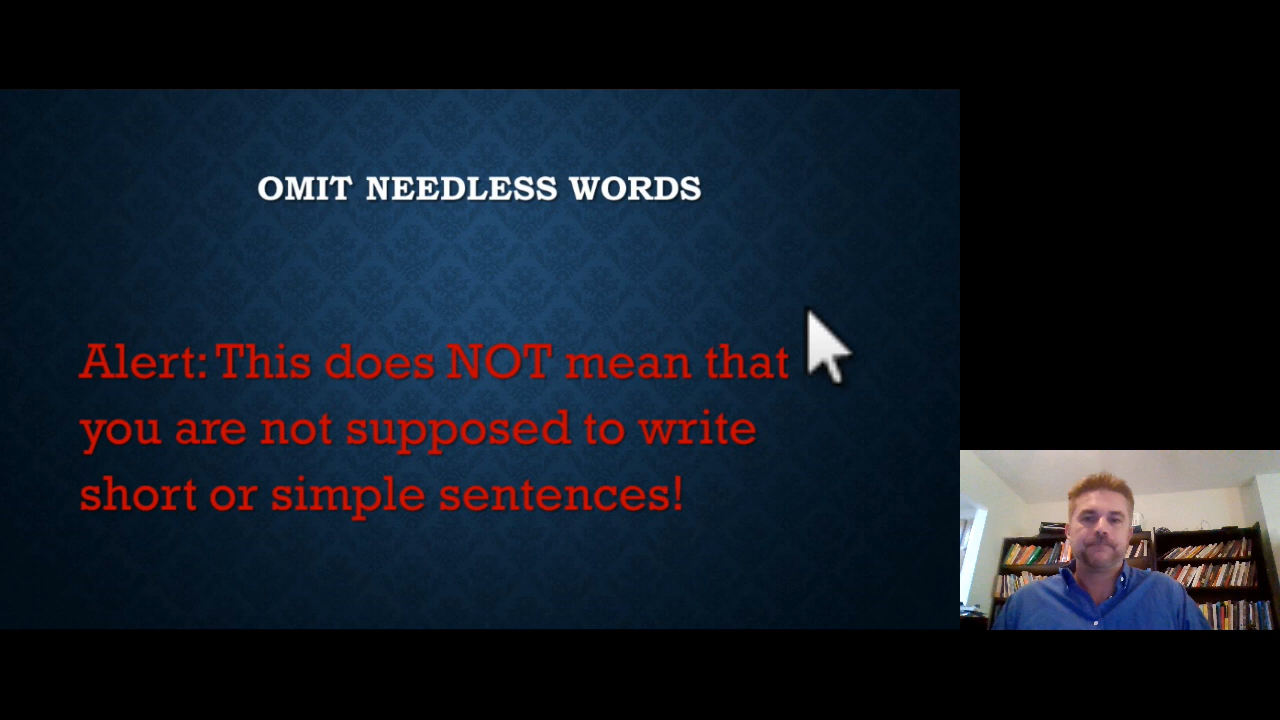 OMIT NEEDLESS WORDS
Alert: This does NOT mean that
you are not supposed to write
short or simple sentences!